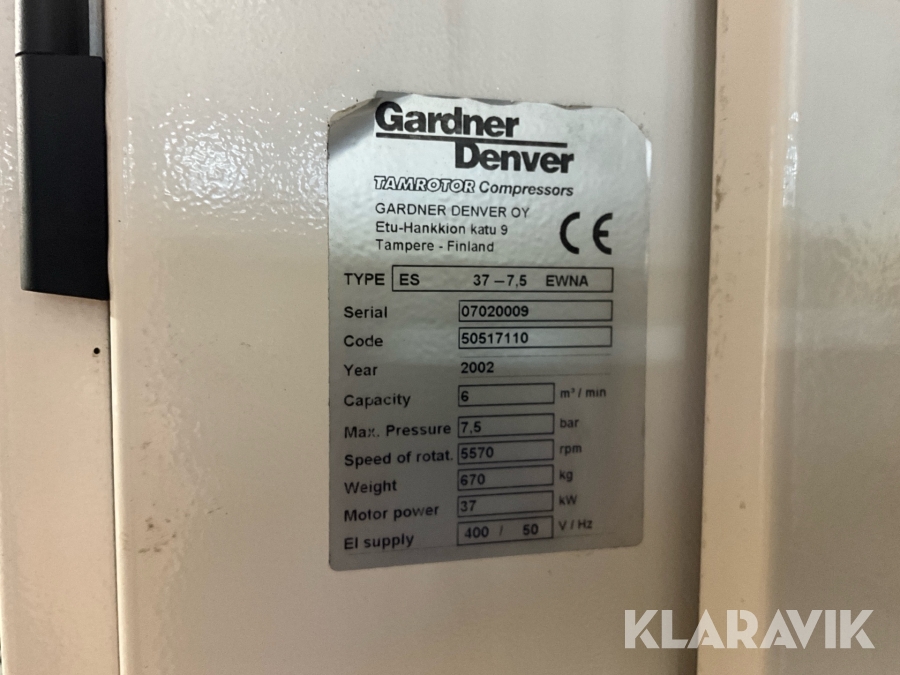 Gardner
Denver
TAMROTOR Compressors
GARDNER DENVER OY
Etu-Hankkion katu 9
Tampere - Finland
CE
TYPE ES 37-7,5 EWNA
Serial 07020009
Code 50517110
Year 2002
Capacity 6 m³/min
Max. Pressure 7,5 bar
Speed of rotat. 5570 rpm
Weight 670 kg
Motor power 37 kW
El supply 400 / 50 V/Hz
KLARAVIK